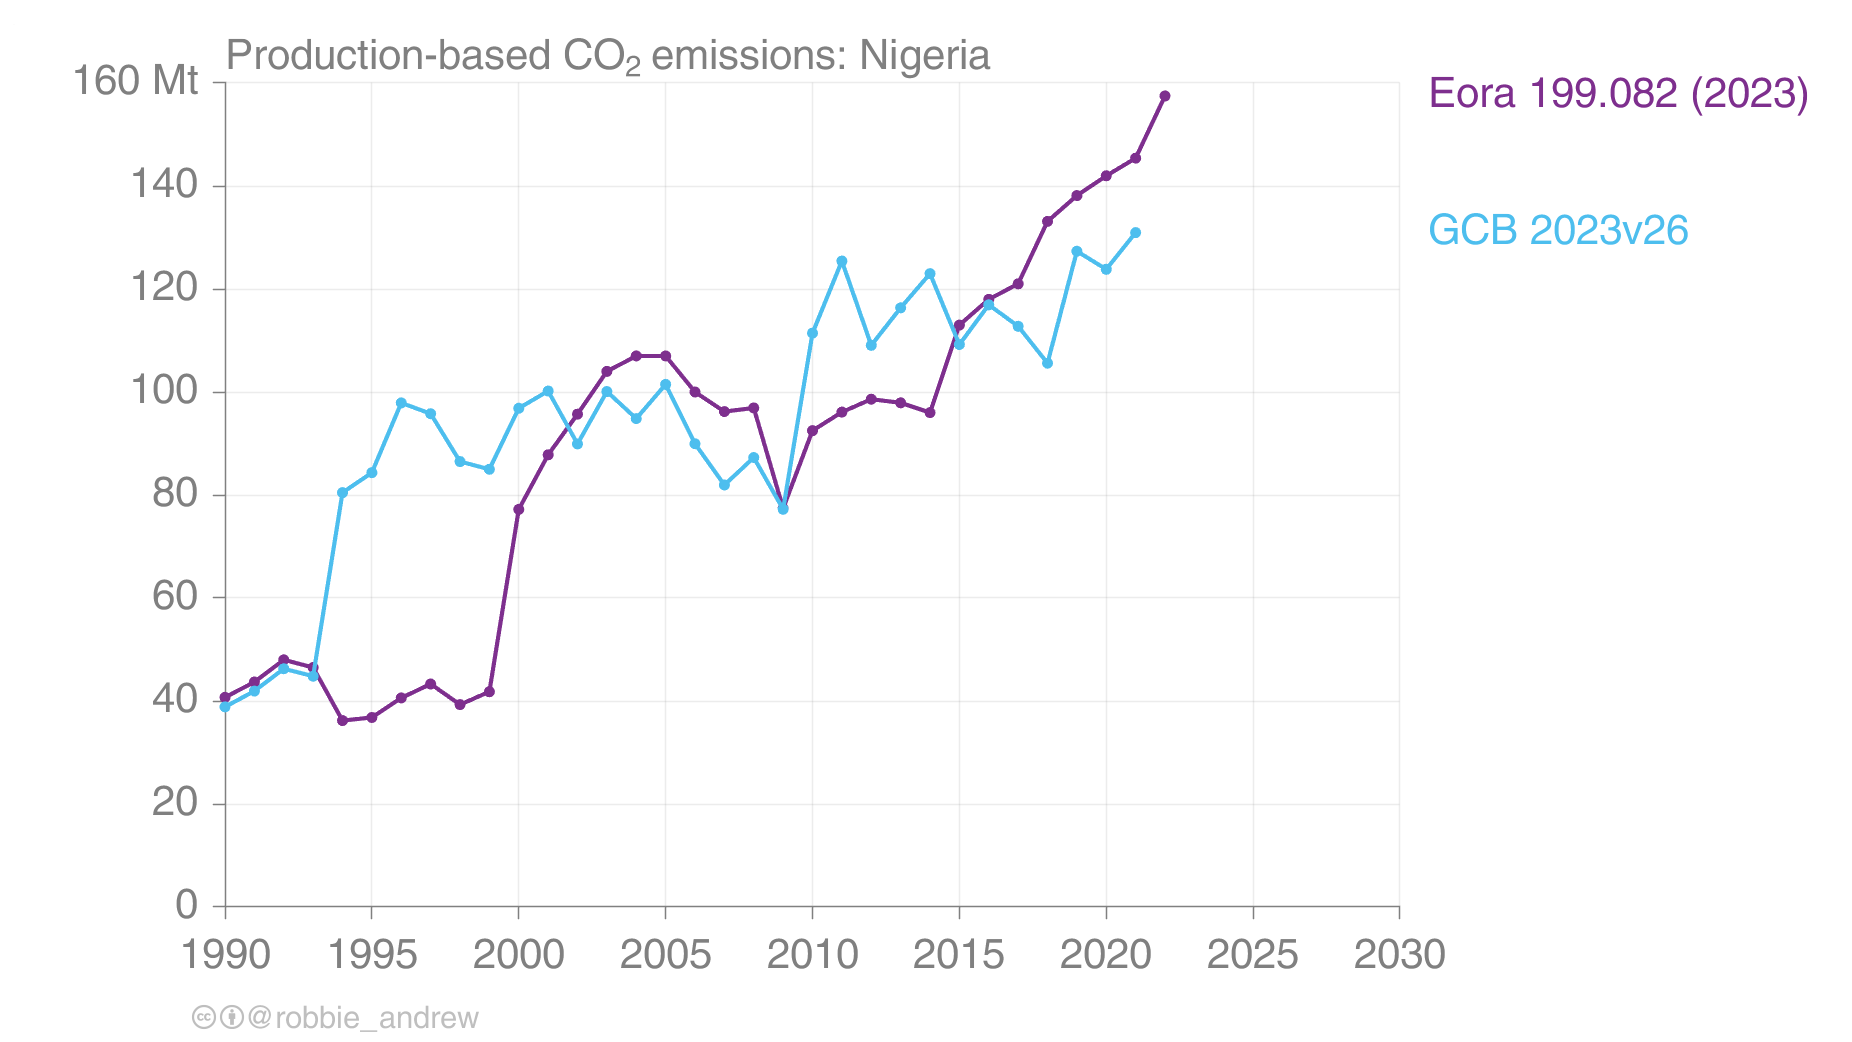 Production-based CO₂ emissions: Nigeria
160 Mt
140
120
100
80
60
40
20
0
1990 1995 2000 2005 2010 2015 2020 2025 2030
Eora 199.082 (2023)
GCB 2023v26
cc @robbie_andrew